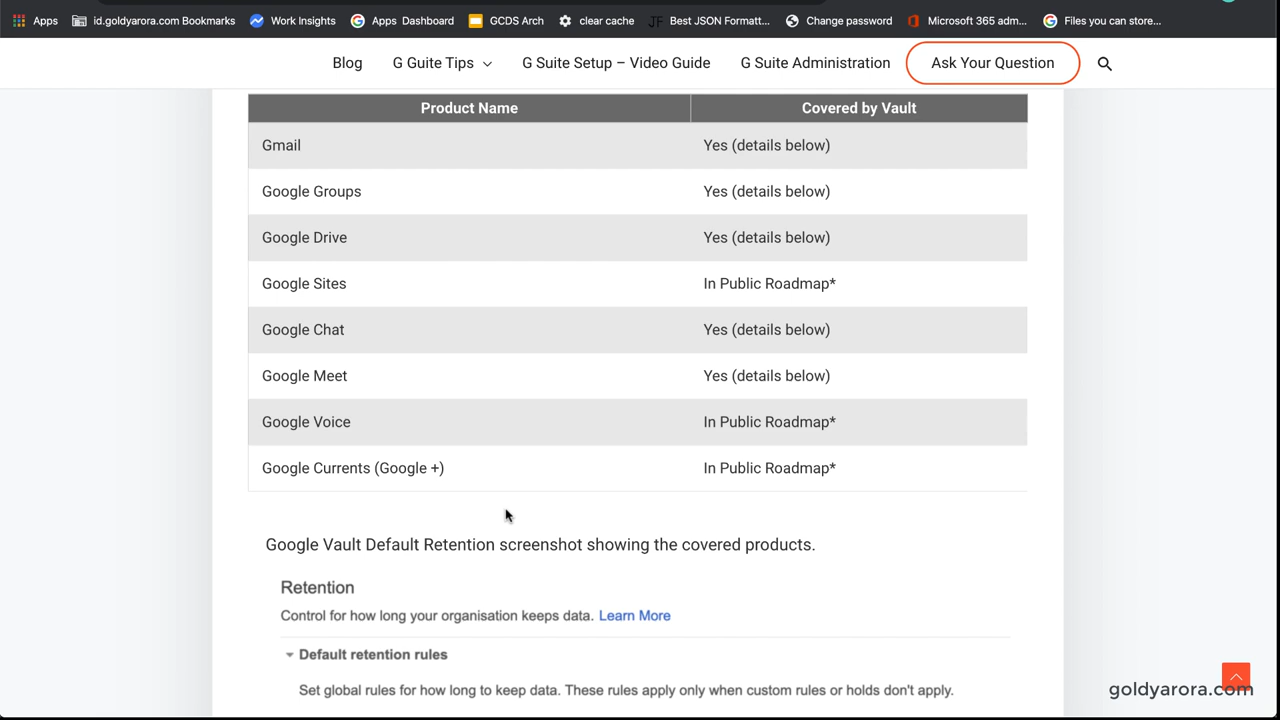 Apps id.goldyarora.com Bookmarks Work Insights Apps Dashboard GCDS Arch clear cache JF Best JSON Formatt... Change password Microsoft 365 adm... Files you can store...
Blog G Guite Tips G Suite Setup – Video Guide G Suite Administration Ask Your Question
Product Name Covered by Vault
Gmail Yes (details below)
Google Groups Yes (details below)
Google Drive Yes (details below)
Google Sites In Public Roadmap*
Google Chat Yes (details below)
Google Meet Yes (details below)
Google Voice In Public Roadmap*
Google Currents (Google +) In Public Roadmap*
Google Vault Default Retention screenshot showing the covered products.
Retention
Control for how long your organisation keeps data. Learn More
Default retention rules
Set global rules for how long to keep data. These rules apply only when custom rules or holds don't apply.
goldyarora.com